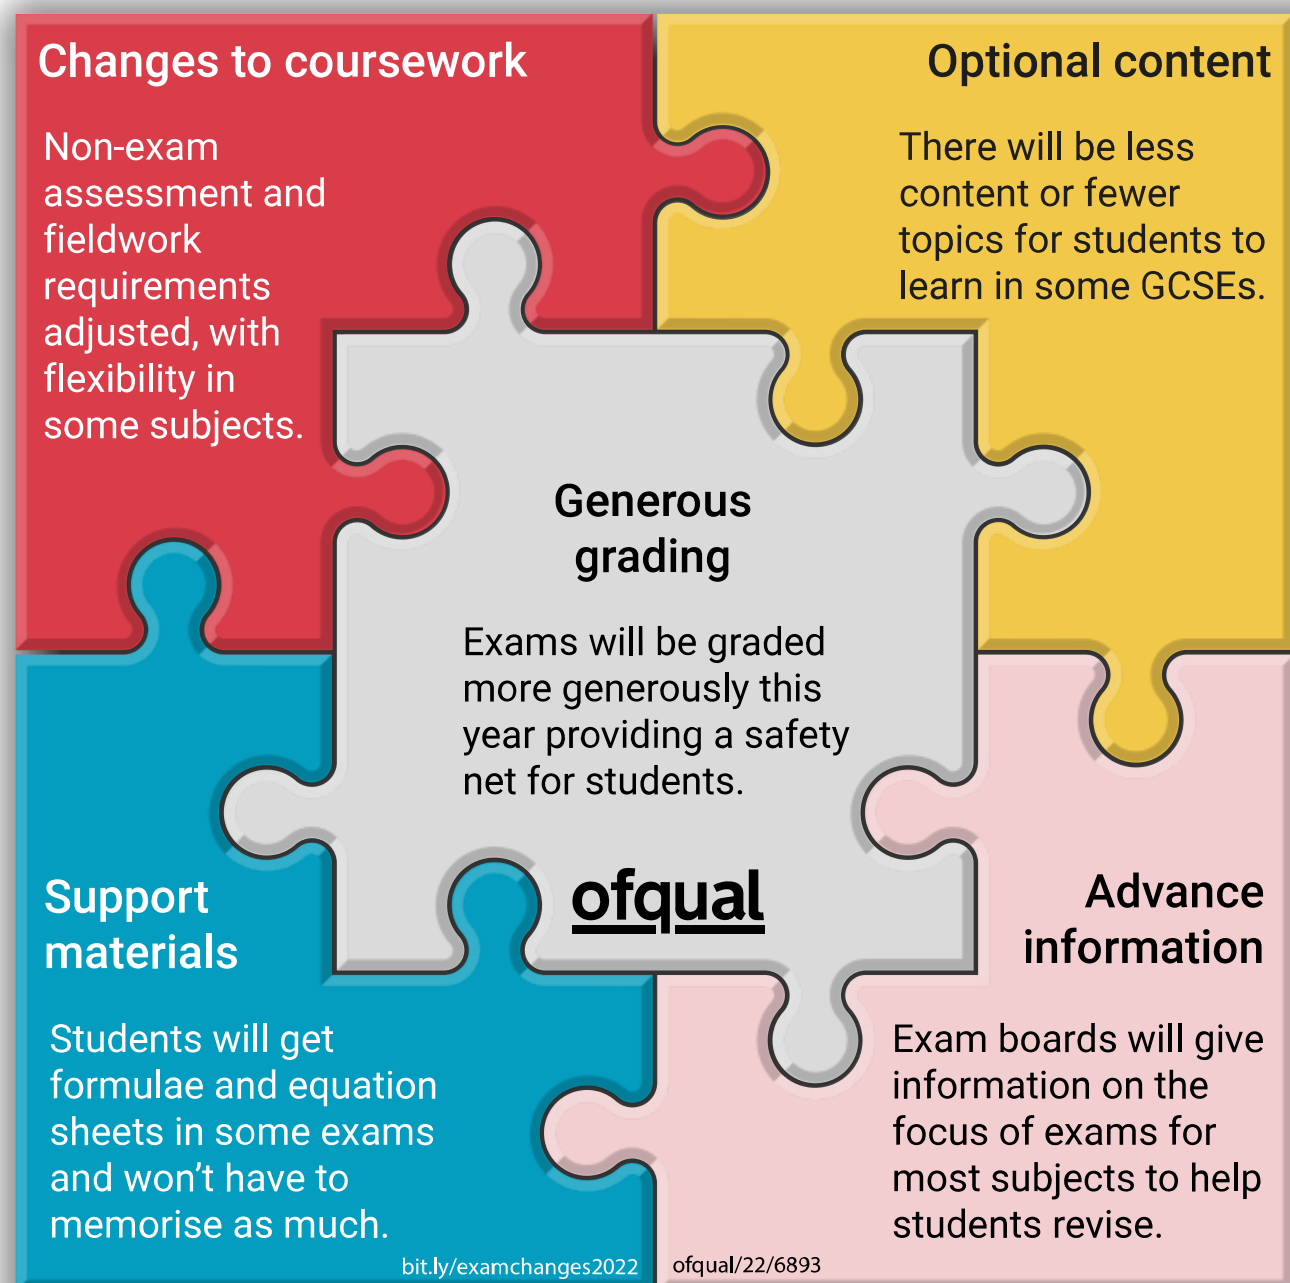 Changes to coursework
Non-exam
assessment and
fieldwork
requirements
adjusted, with
flexibility in
some subjects.
Optional content
There will be less
content or fewer
topics for students to
learn in some GCSEs.
Generous
grading
Exams will be graded
more generously this
year providing a safety
net for students.
ofqual
Support
materials
Students will get
formulae and equation
sheets in some exams
and won't have to
memorise as much.
bit.ly/examchanges2022
Advance
information
Exam boards will give
information on the
focus of exams for
most subjects to help
students revise.
ofqual/22/6893